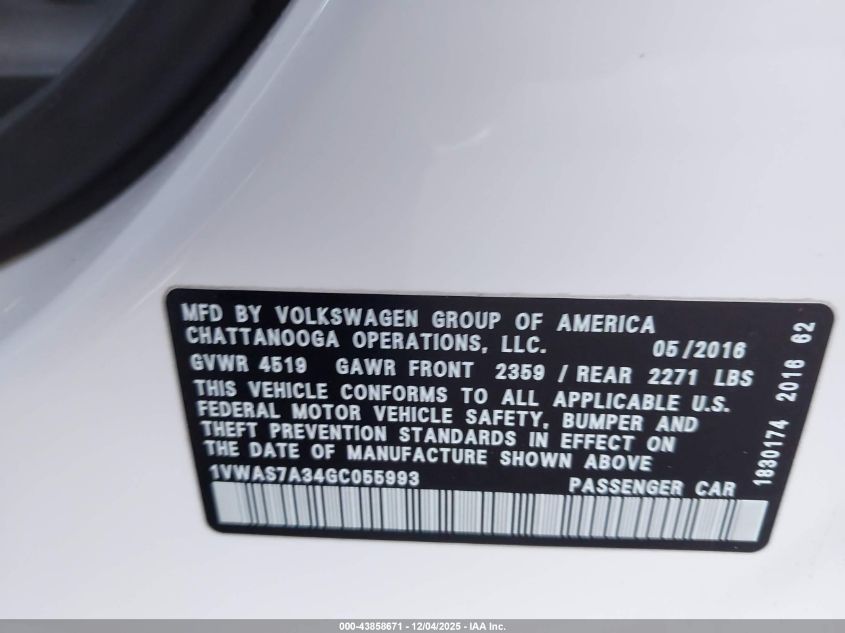 MFD BY VOLKSWAGEN GROUP OF AMERICA
CHATTANOOGA OPERATIONS, LLC. 05/2016
GVWR 4519 GAWR FRONT 2359 / REAR 2271 LBS
THIS VEHICLE CONFORMS TO ALL APPLICABLE U.S.
FEDERAL MOTOR VEHICLE SAFETY, BUMPER AND
THEFT PREVENTION STANDARDS IN EFFECT ON
THE DATE OF MANUFACTURE SHOWN ABOVE
1VWAS7A34GC055993 PASSENGER CAR
1830174 2016 62
000-43858671 - 12/04/2025 - IAA Inc.